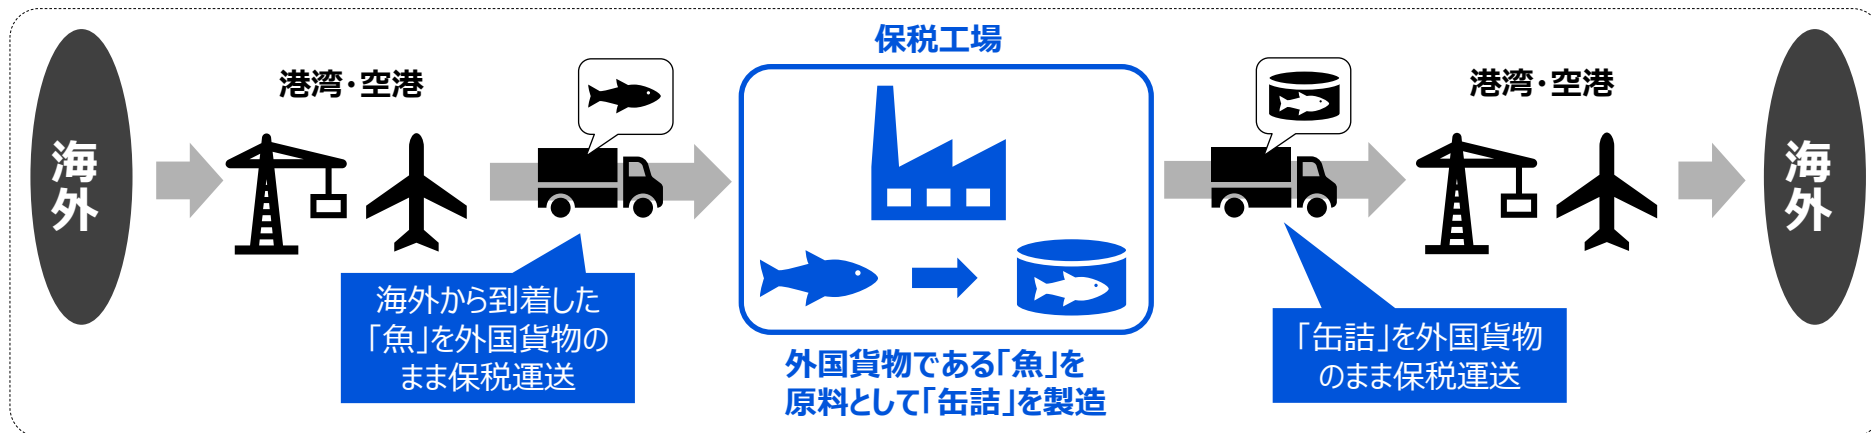 海外
港湾・空港
海外から到着した
「魚」を外国貨物の
まま保税運送
保税工場
外国貨物である「魚」を
原料として「缶詰」を製造
「缶詰」を外国貨物
のまま保税運送
港湾・空港
海外